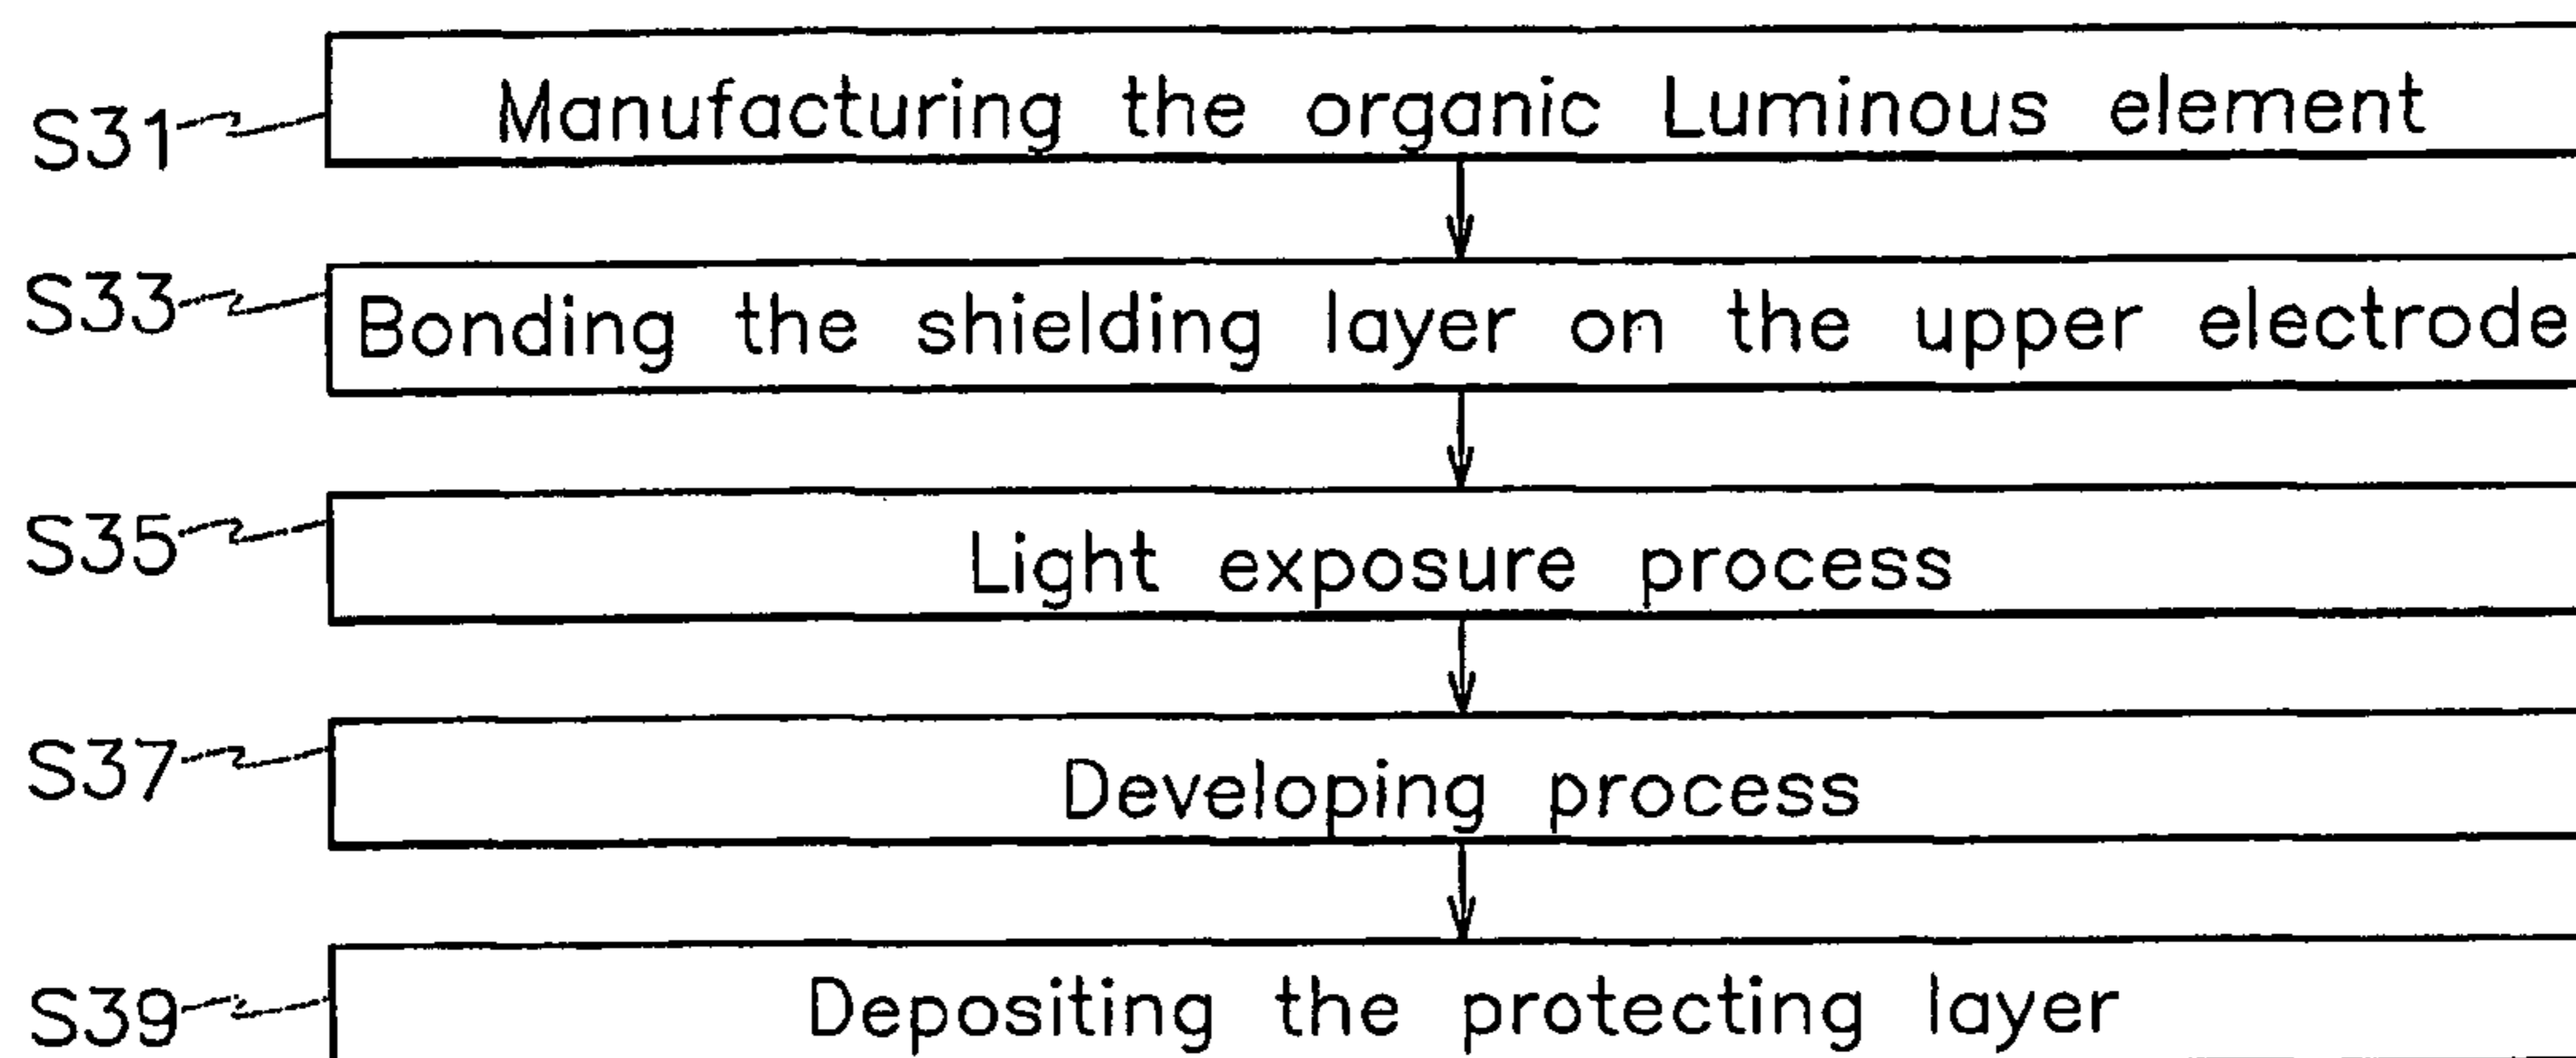 S31 Manufacturing the organic Luminous element
S33 Bonding the shielding layer on the upper electrode
S35 Light exposure process
S37 Developing process
S39 Depositing the protecting layer